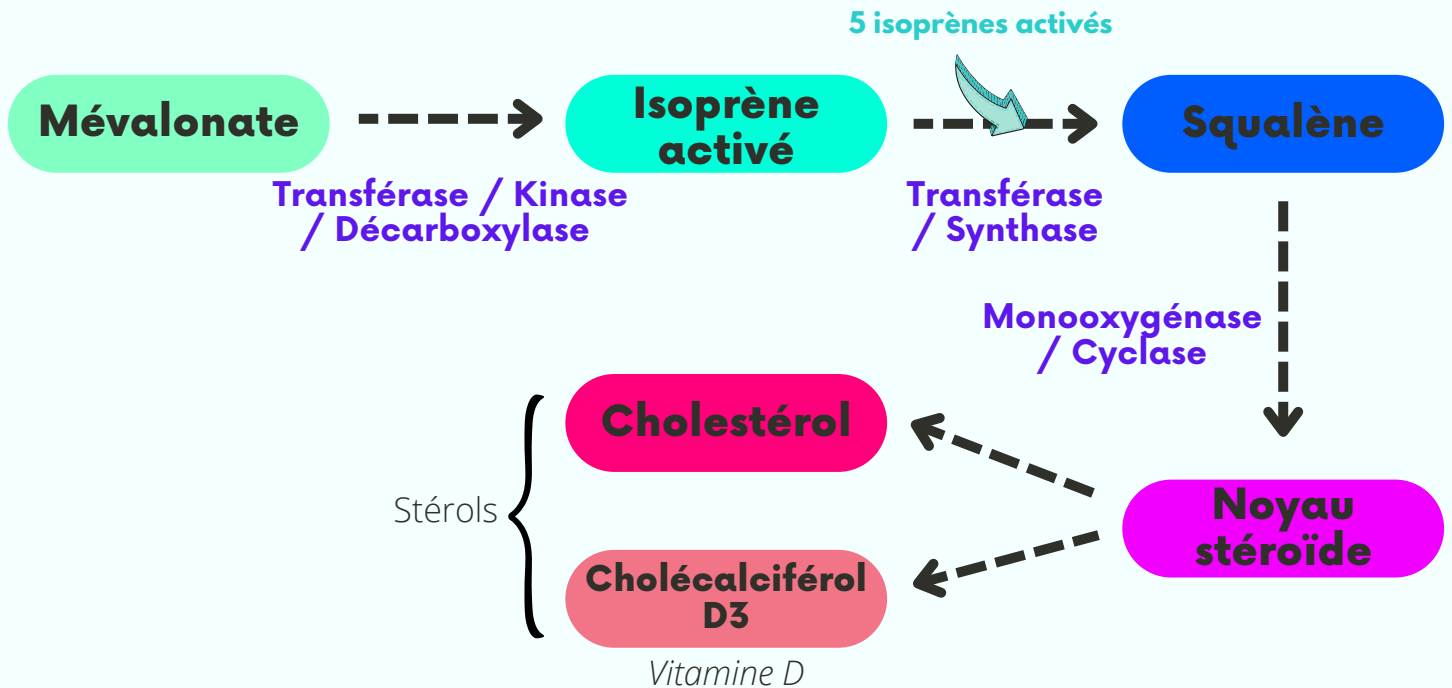 5 isoprènes activés
Mévalonate
Isoprène
activé
Squalène
Transférase / Kinase
/ Décarboxylase
Transférase
/ Synthase
Monooxygénase
/ Cyclase
Cholestérol
Stérols
Noyau
stéroïde
Cholécalciférol
D3
Vitamine D